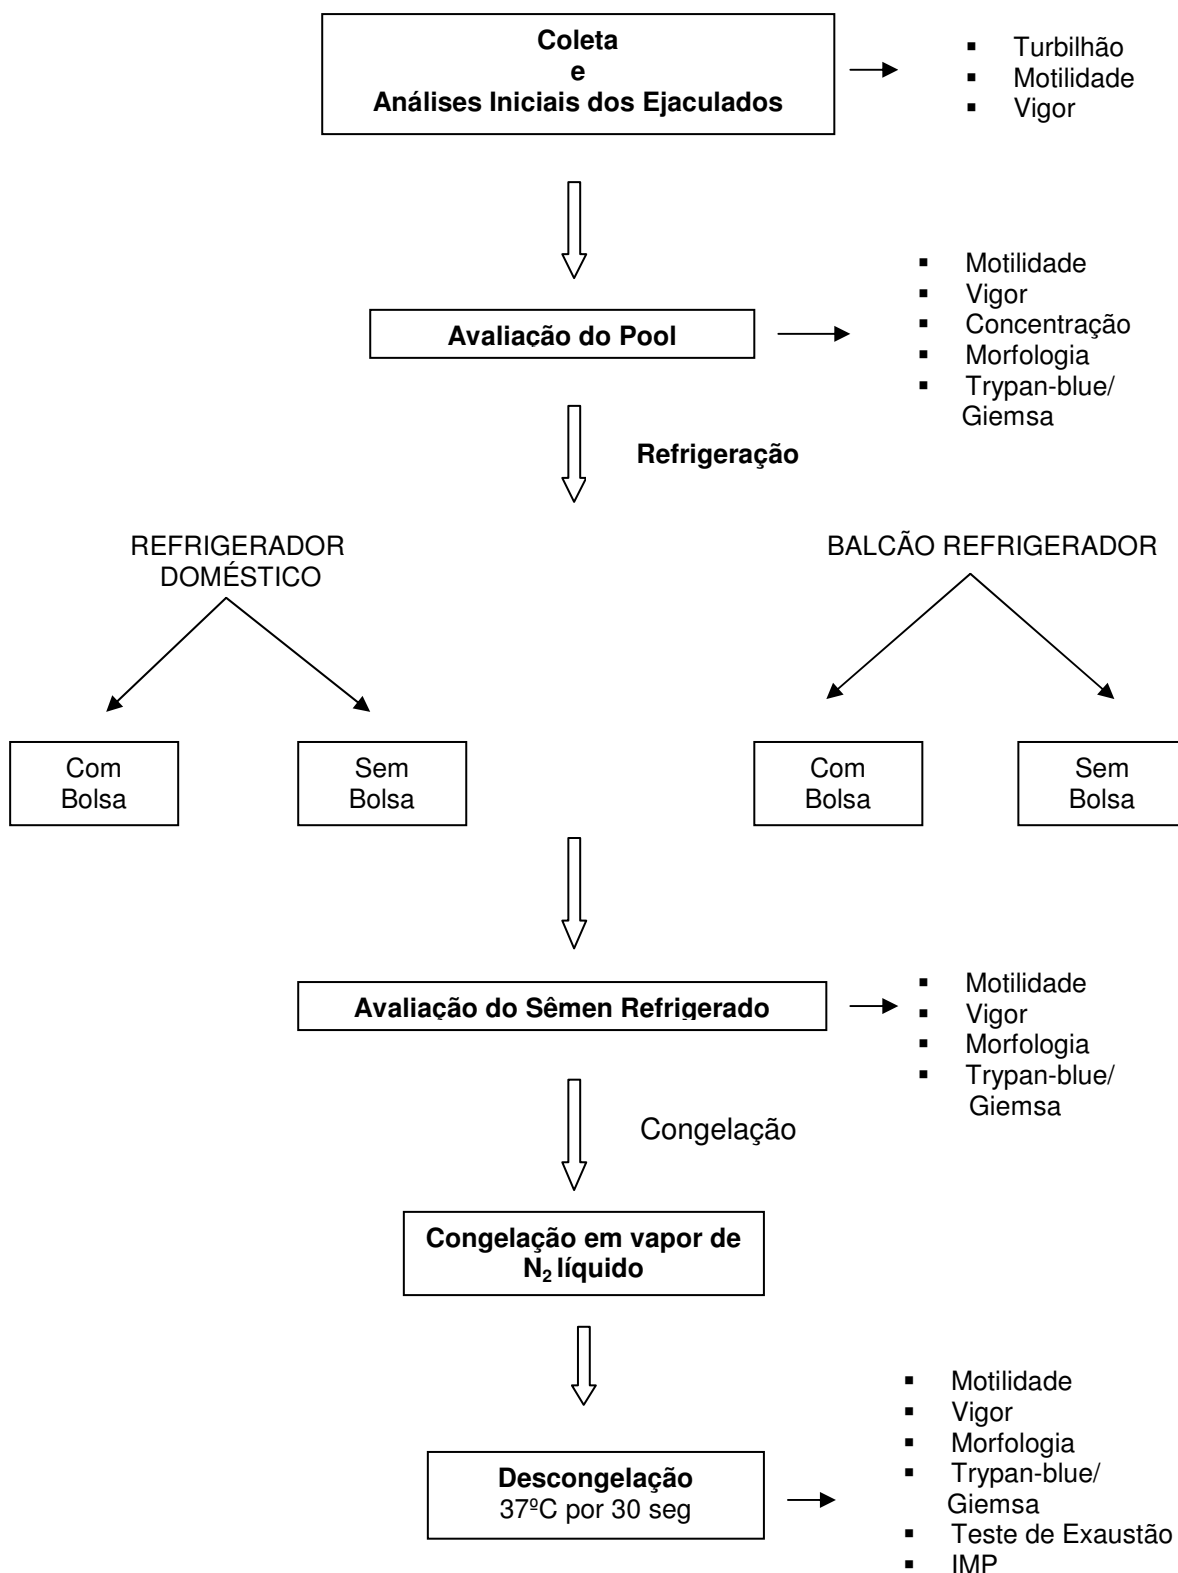 Coleta
e
Análises Iniciais dos Ejaculados
▪ Turbilhão
▪ Motilidade
▪ Vigor
Avaliação do Pool
▪ Motilidade
▪ Vigor
▪ Concentração
▪ Morfologia
▪ Trypan-blue/
Giemsa
Refrigeração
REFRIGERADOR
DOMÉSTICO
BALCÃO REFRIGERADOR
Com
Bolsa
Sem
Bolsa
Com
Bolsa
Sem
Bolsa
Avaliação do Sêmen Refrigerado
▪ Motilidade
▪ Vigor
▪ Morfologia
▪ Trypan-blue/
Giemsa
Congelação
Congelação em vapor de
N₂ líquido
Descongelação
37ºC por 30 seg
▪ Motilidade
▪ Vigor
▪ Morfologia
▪ Trypan-blue/
Giemsa
▪ Teste de Exaustão
▪ IMP